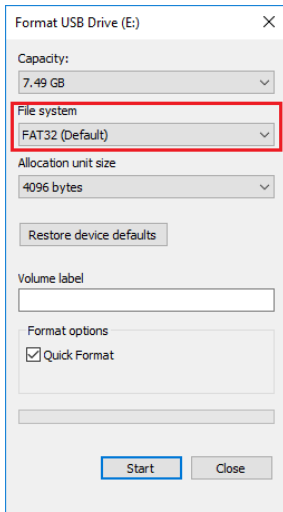 Format USB Drive (E:)
Capacity:
7.49 GB
File system
FAT32 (Default)
Allocation unit size
4096 bytes
Restore device defaults
Volume label
Format options
Quick Format
Start Close